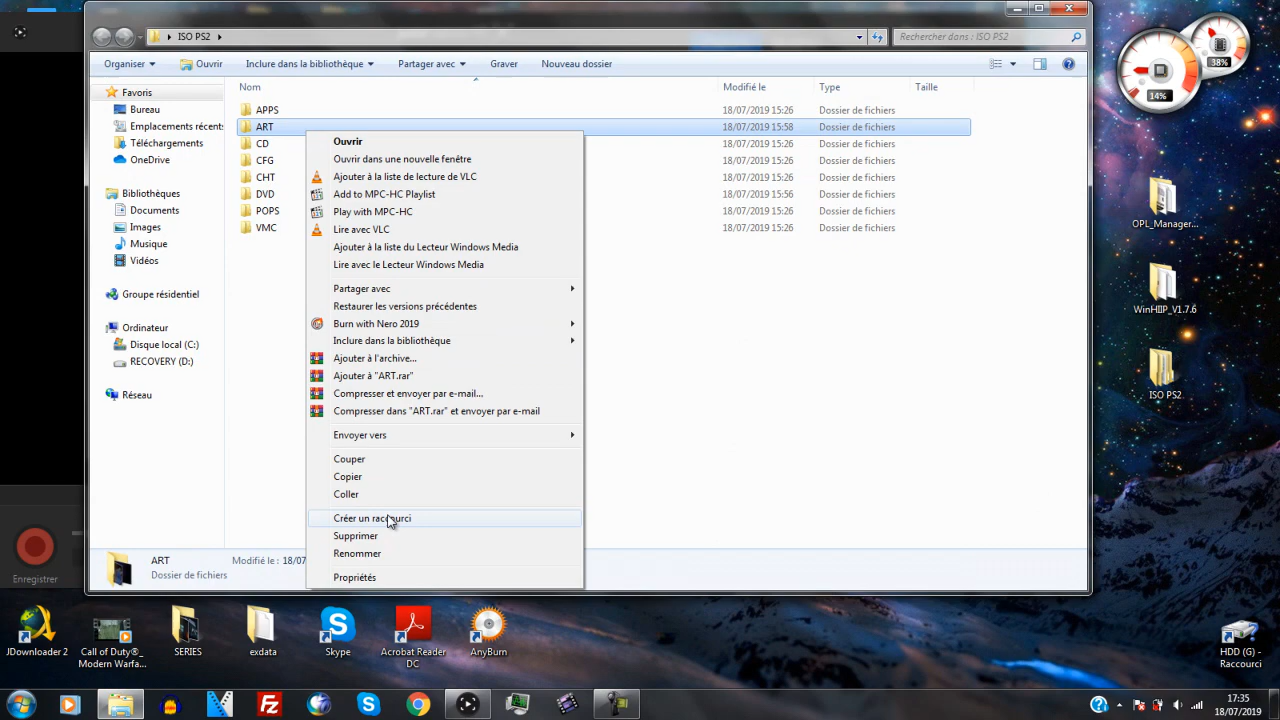 ISO PS2
Rechercher dans : ISO PS2
Organiser
Ouvrir
Inclure dans la bibliothèque
Partager avec
Graver
Nouveau dossier
Nom
Modifié le
Type
Taille
Favoris
Bureau
Emplacements récents
Téléchargements
OneDrive
Bibliothèques
Documents
Images
Musique
Vidéos
Groupe résidentiel
Ordinateur
Disque local (C:)
RECOVERY (D:)
Réseau
APPS 18/07/2019 15:26 Dossier de fichiers
ART 18/07/2019 15:58 Dossier de fichiers
CD 18/07/2019 15:26 Dossier de fichiers
CFG 18/07/2019 15:26 Dossier de fichiers
CHT 18/07/2019 15:26 Dossier de fichiers
DVD 18/07/2019 15:56 Dossier de fichiers
POPS 18/07/2019 15:26 Dossier de fichiers
VMC 18/07/2019 15:26 Dossier de fichiers
Ouvrir
Ouvrir dans une nouvelle fenêtre
Ajouter à la liste de lecture de VLC
Add to MPC-HC Playlist
Play with MPC-HC
Lire avec VLC
Ajouter à la liste du Lecteur Windows Media
Lire avec le Lecteur Windows Media
Partager avec
Restaurer les versions précédentes
Burn with Nero 2019
Inclure dans la bibliothèque
Ajouter à l'archive...
Ajouter à "ART.rar"
Compresser et envoyer par e-mail...
Compresser dans "ART.rar" et envoyer par e-mail
Envoyer vers
Couper
Copier
Coller
Créer un raccourci
Supprimer
Renommer
Propriétés
ART
Modifié le : 18/07
Dossier de fichiers
Enregistrer
14%
38%
OPL_Manager...
WinHIIP_V1.7.6
ISO PS2
JDownloader 2
Call of Duty®_
Modern Warfa...
SERIES
exdata
Skype
Acrobat Reader
DC
AnyBurn
HDD (G) -
Raccourci
17:35
18/07/2019